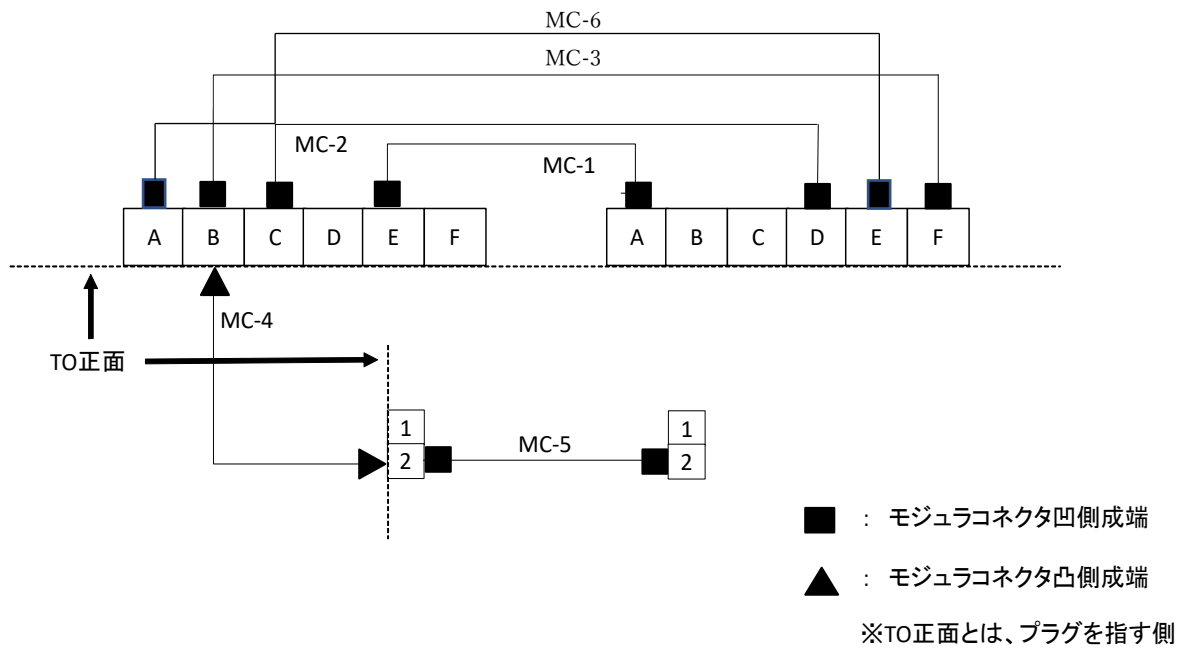 MC-6
MC-3
MC-2
MC-1
A B C D E F A B C D E F
MC-4
TO正面
1 1
MC-5
2 2
: モジュラコネクタ凹側成端
: モジュラコネクタ凸側成端
※TO正面とは、プラグを指す側